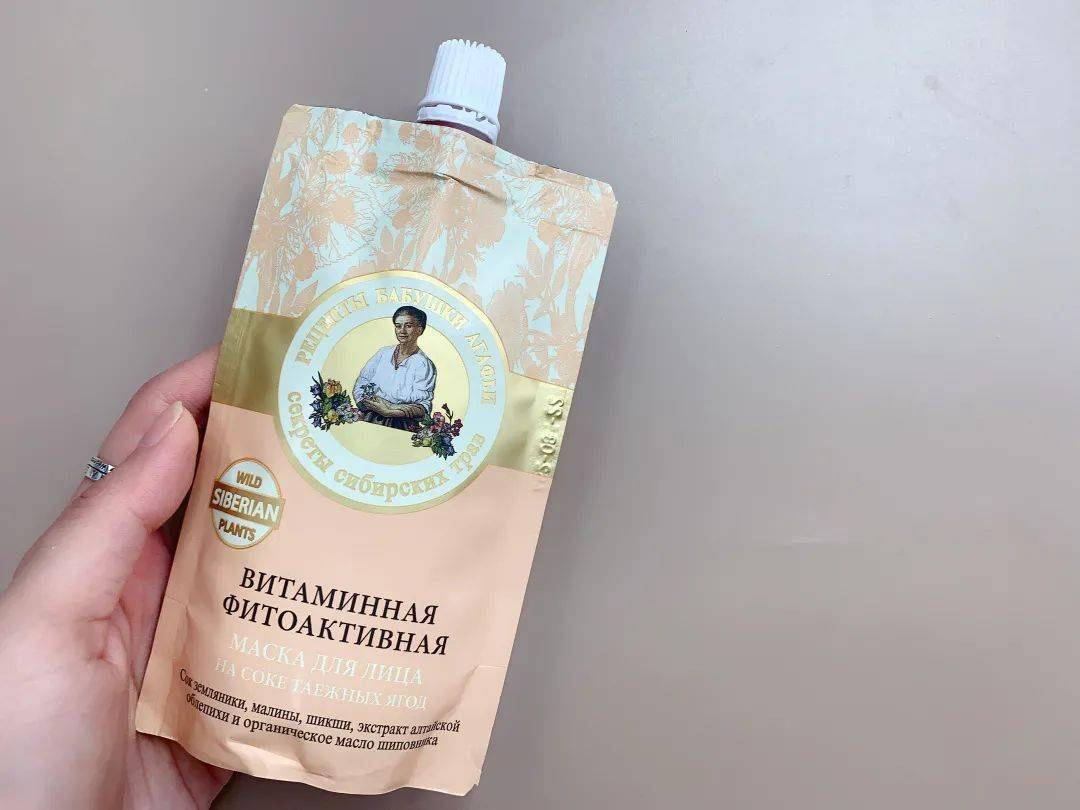 РЕЦЕПТЫ БАБУШКИ АГАФЬИ
секреты сибирских трав
WILD
SIBERIAN
PLANTS
ВИТАМИННАЯ
ФИТОАКТИВНАЯ
МАСКА ДЛЯ ЛИЦА
НА СОКЕ ТАЕЖНЫХ ЯГОД
Сок земляники, малины, шикши, экстракт алтайской
облепихи и органическое масло шиповника